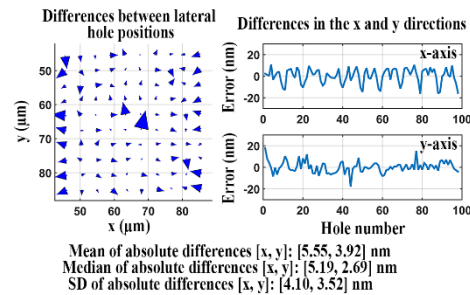 Differences between lateral
hole positions
50
60
70
80
y (µm)
50 60 70 80
x (µm)
Differences in the x and y directions
x-axis
20
0
-20
Error (nm)
0 20 40 60 80 100
y-axis
20
0
-20
Error (nm)
0 20 40 60 80 100
Hole number
Mean of absolute differences [x, y]: [5.55, 3.92] nm
Median of absolute differences [x, y]: [5.19, 2.69] nm
SD of absolute differences [x, y]: [4.10, 3.52] nm